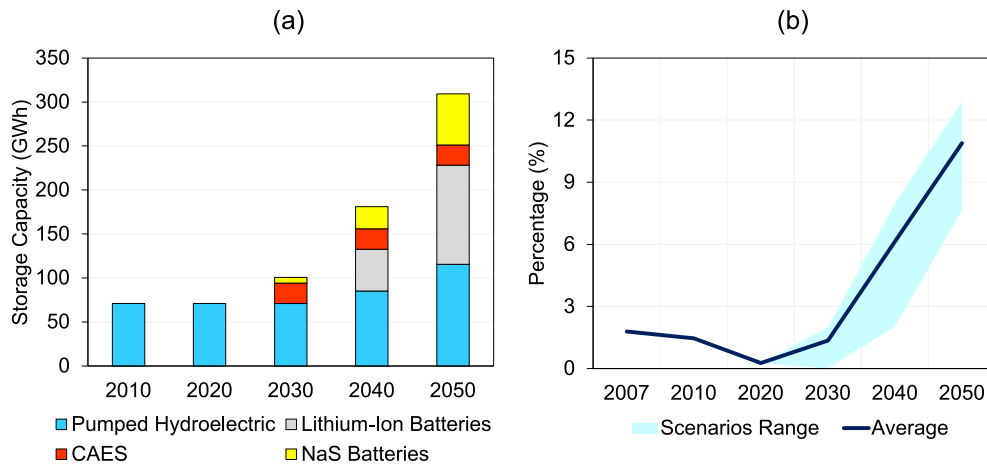 (a)
Storage Capacity (GWh)
350
300
250
200
150
100
50
0
2010 2020 2030 2040 2050
Pumped Hydroelectric Lithium-Ion Batteries
CAES NaS Batteries
(b)
Percentage (%)
15
12
9
6
3
0
2007 2010 2020 2030 2040 2050
Scenarios Range Average